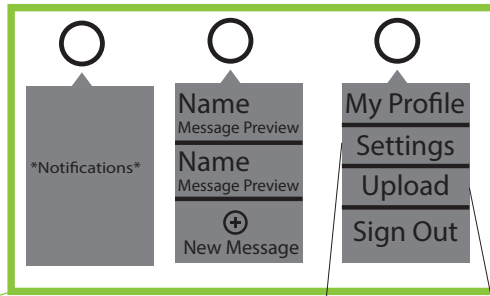 *Notifications*
Name
Message Preview
Name
Message Preview
New Message
My Profile
Settings
Upload
Sign Out